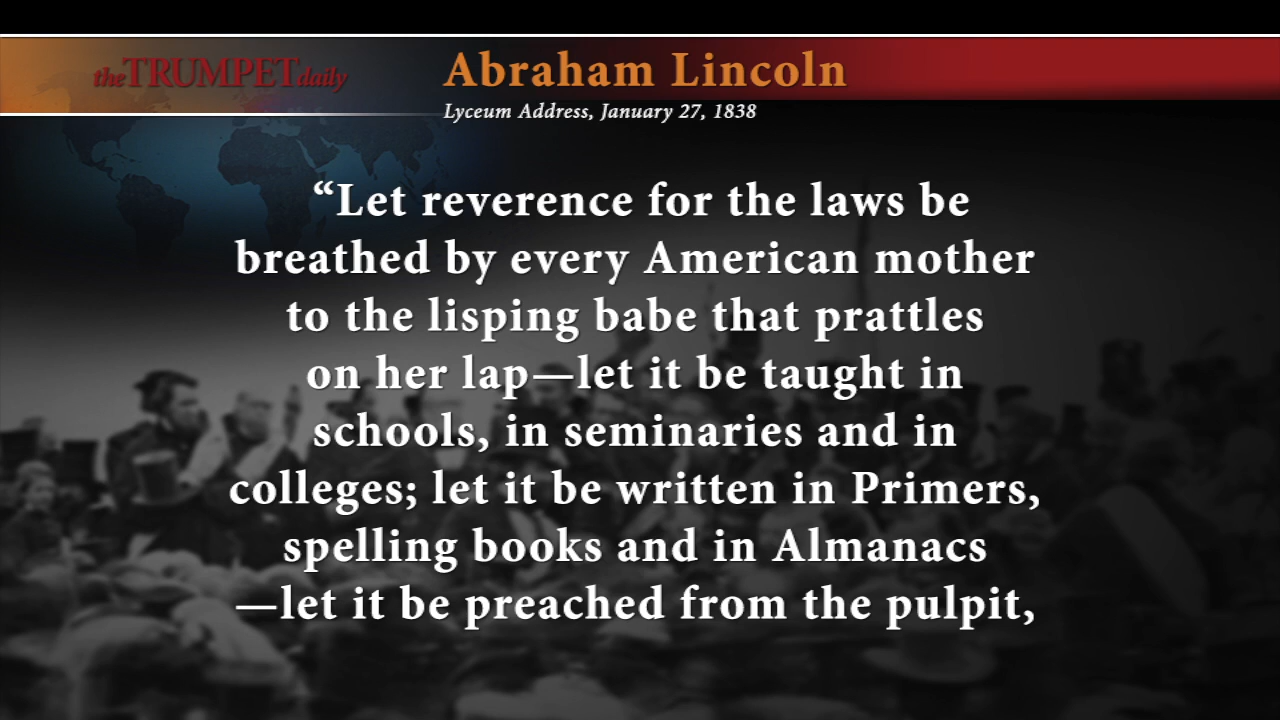 theTRUMPETdaily
Abraham Lincoln
Lyceum Address, January 27, 1838
“Let reverence for the laws be
breathed by every American mother
to the lisping babe that prattles
on her lap—let it be taught in
schools, in seminaries and in
colleges; let it be written in Primers,
spelling books and in Almanacs
—let it be preached from the pulpit,